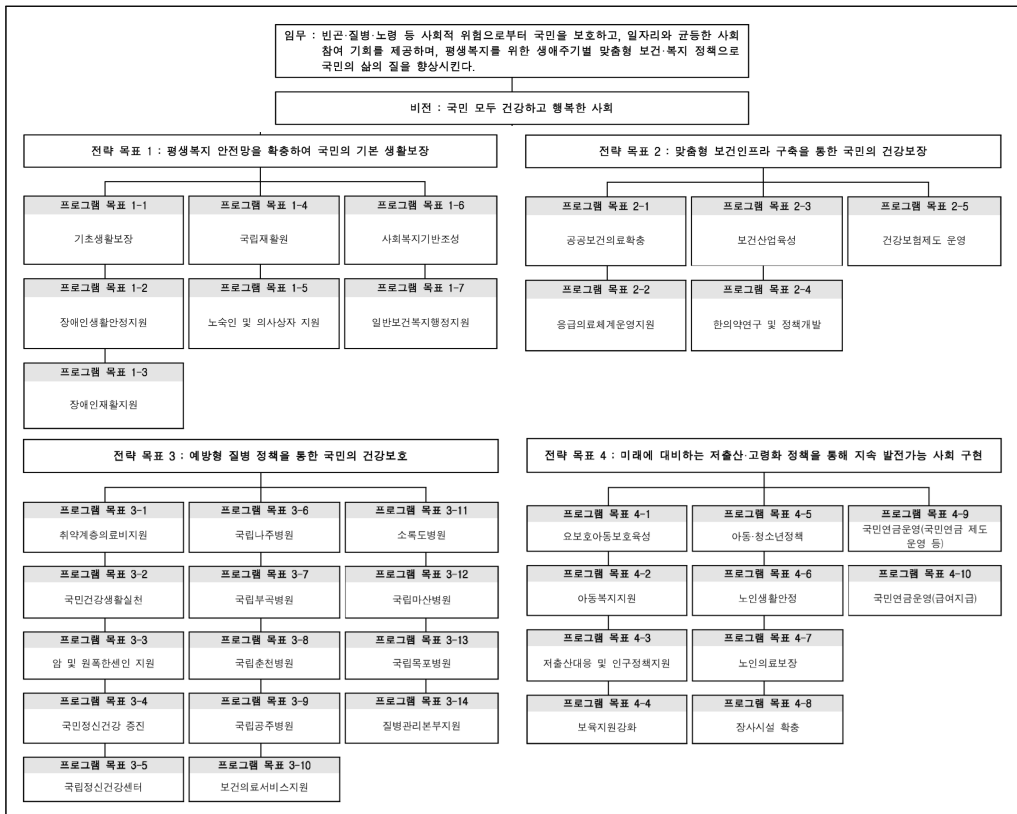 임무 : 빈곤·질병·노령 등 사회적 위험으로부터 국민을 보호하고, 일자리와 균등한 사회
참여 기회를 제공하며, 평생복지를 위한 생애주기별 맞춤형 보건·복지 정책으로
국민의 삶의 질을 향상시킨다.
비전 : 국민 모두 건강하고 행복한 사회
전략 목표 1 : 평생복지 안전망을 확충하여 국민의 기본 생활보장
프로그램 목표 1-1
기초생활보장
프로그램 목표 1-2
장애인생활안정지원
프로그램 목표 1-3
장애인재활지원
프로그램 목표 1-4
국립재활원
프로그램 목표 1-5
노숙인 및 의사상자 지원
프로그램 목표 1-6
사회복지기반조성
프로그램 목표 1-7
일반보건복지행정지원
전략 목표 2 : 맞춤형 보건인프라 구축을 통한 국민의 건강보장
프로그램 목표 2-1
공공보건의료확충
프로그램 목표 2-2
응급의료체계운영지원
프로그램 목표 2-3
보건산업육성
프로그램 목표 2-4
한의약연구 및 정책개발
프로그램 목표 2-5
건강보험제도 운영
전략 목표 3 : 예방형 질병 정책을 통한 국민의 건강보호
프로그램 목표 3-1
취약계층의료비지원
프로그램 목표 3-2
국민건강생활실천
프로그램 목표 3-3
암 및 원폭한센인 지원
프로그램 목표 3-4
국민정신건강 증진
프로그램 목표 3-5
국립정신건강센터
프로그램 목표 3-6
국립나주병원
프로그램 목표 3-7
국립부곡병원
프로그램 목표 3-8
국립춘천병원
프로그램 목표 3-9
국립공주병원
프로그램 목표 3-10
보건의료서비스지원
프로그램 목표 3-11
소록도병원
프로그램 목표 3-12
국립마산병원
프로그램 목표 3-13
국립목포병원
프로그램 목표 3-14
질병관리본부지원
전략 목표 4 : 미래에 대비하는 저출산·고령화 정책을 통해 지속 발전가능 사회 구현
프로그램 목표 4-1
요보호아동보호육성
프로그램 목표 4-2
아동복지지원
프로그램 목표 4-3
저출산대응 및 인구정책지원
프로그램 목표 4-4
보육지원강화
프로그램 목표 4-5
아동·청소년정책
프로그램 목표 4-6
노인생활안정
프로그램 목표 4-7
노인의료보장
프로그램 목표 4-8
장사시설 확충
프로그램 목표 4-9
국민연금운영(국민연금 제도
운영 등)
프로그램 목표 4-10
국민연금운영(급여지급)